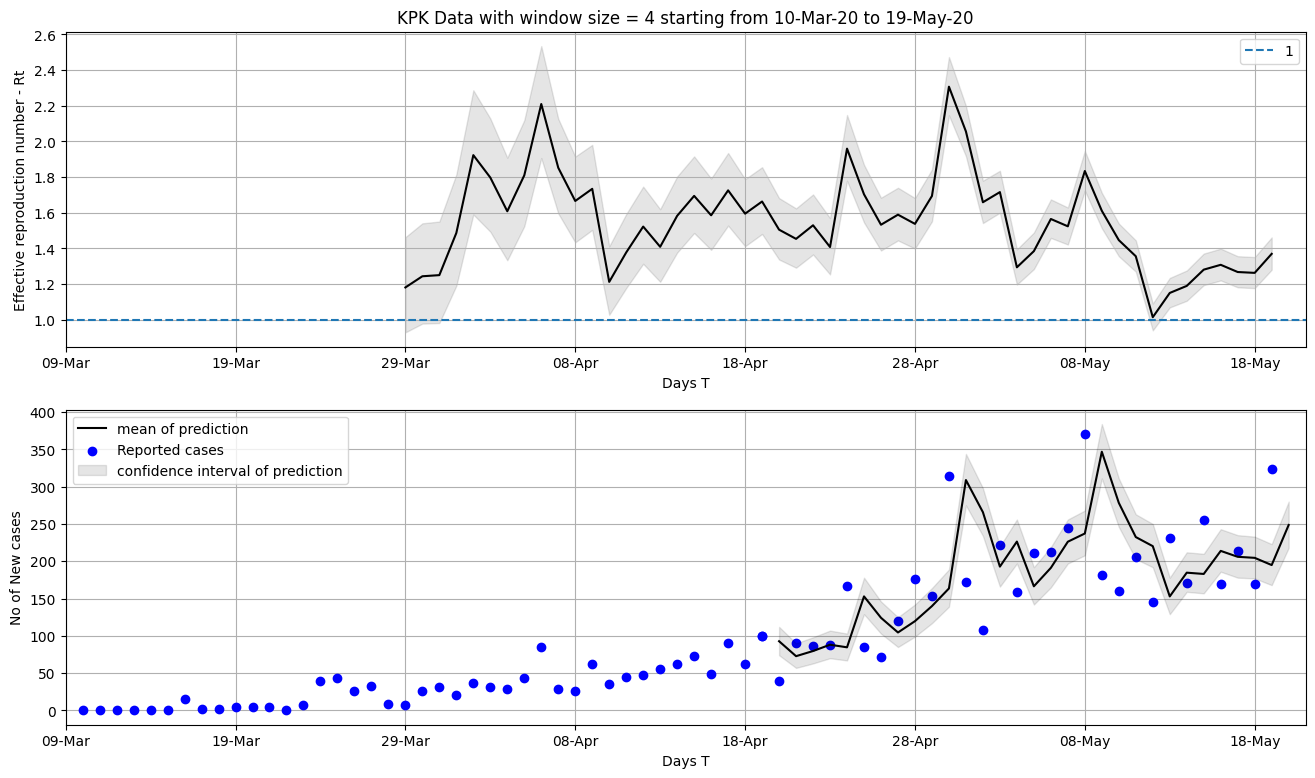 KPK Data with window size = 4 starting from 10-Mar-20 to 19-May-20
Effective reproduction number - Rt
2.6
2.4
2.2
2.0
1.8
1.6
1.4
1.2
1.0
1
09-Mar 19-Mar 29-Mar 08-Apr 18-Apr 28-Apr 08-May 18-May
Days T
No of New cases
400
350
300
250
200
150
100
50
0
mean of prediction
Reported cases
confidence interval of prediction
09-Mar 19-Mar 29-Mar 08-Apr 18-Apr 28-Apr 08-May 18-May
Days T